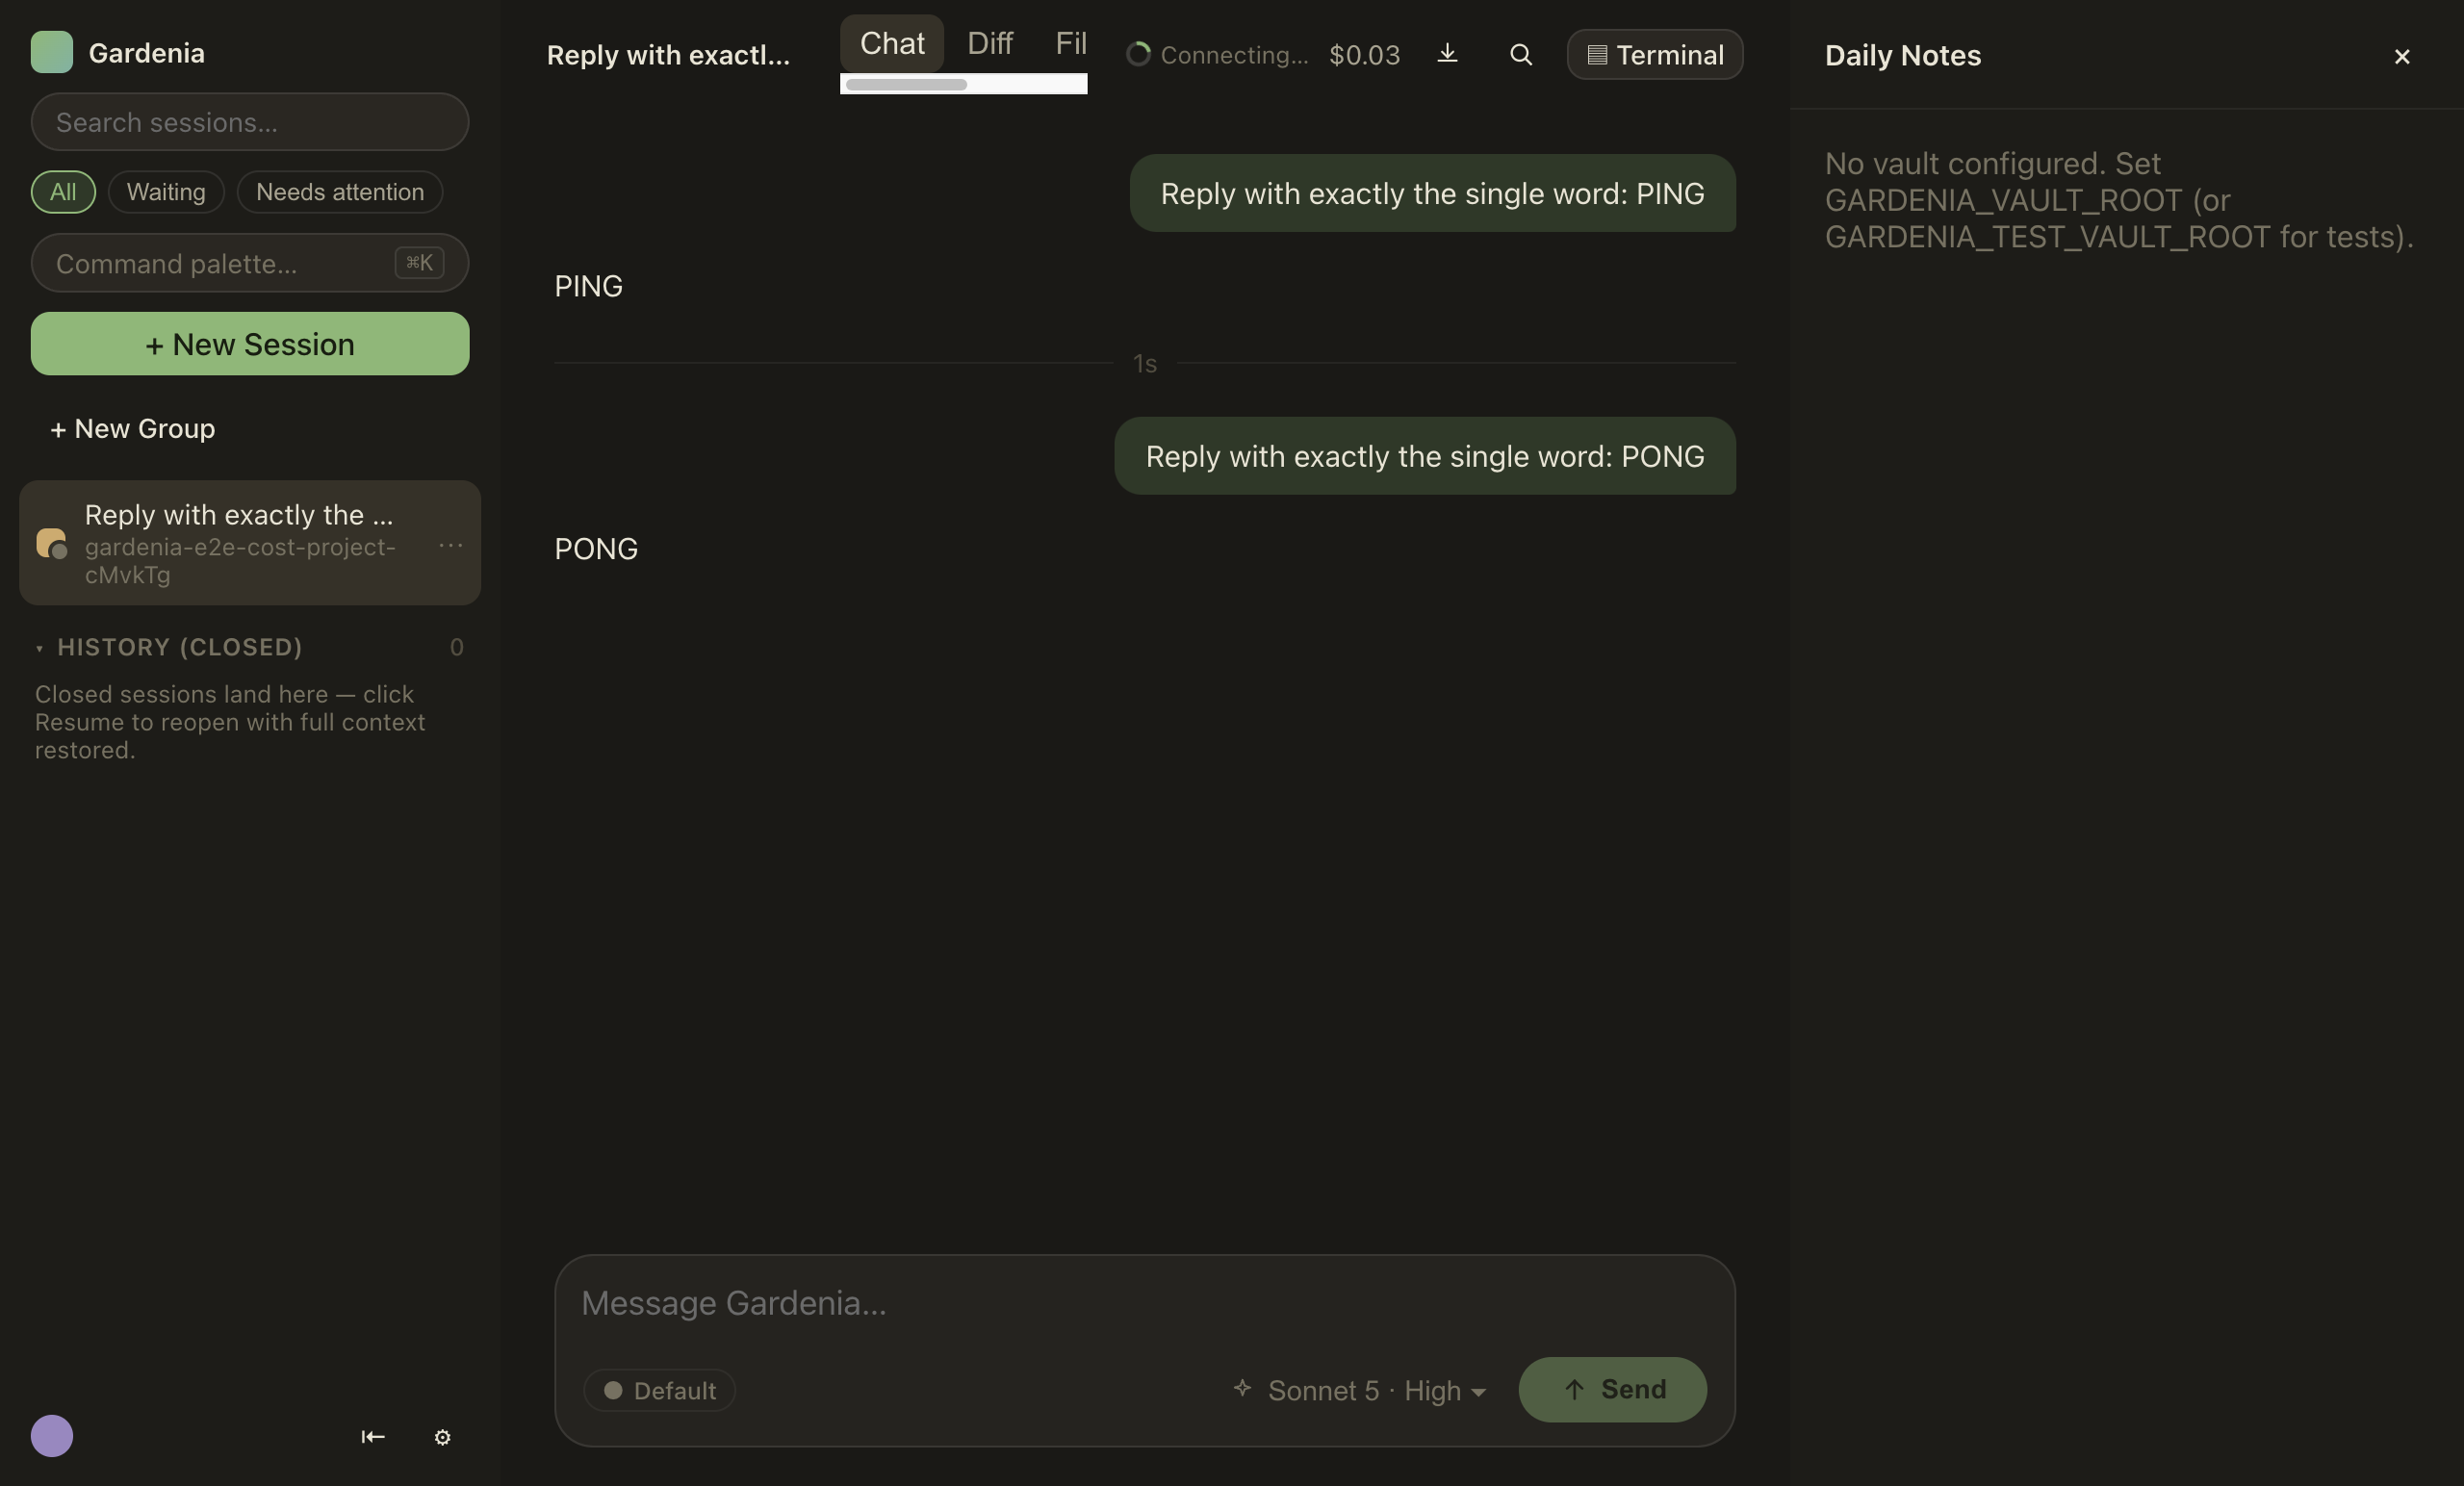 Gardenia
Search sessions...
All
Waiting
Needs attention
Command palette...
⌘K
+ New Session
+ New Group
Reply with exactly the ...
gardenia-e2e-cost-project-
cMvkTg
...
HISTORY (CLOSED)
0
Closed sessions land here — click
Resume to reopen with full context
restored.
Reply with exactl...
Chat
Diff
Fil
Connecting...
$0.03
Terminal
Reply with exactly the single word: PING
PING
1s
Reply with exactly the single word: PONG
PONG
Message Gardenia...
Default
Sonnet 5 · High
Send
Daily Notes
No vault configured. Set
GARDENIA_VAULT_ROOT (or
GARDENIA_TEST_VAULT_ROOT for tests).